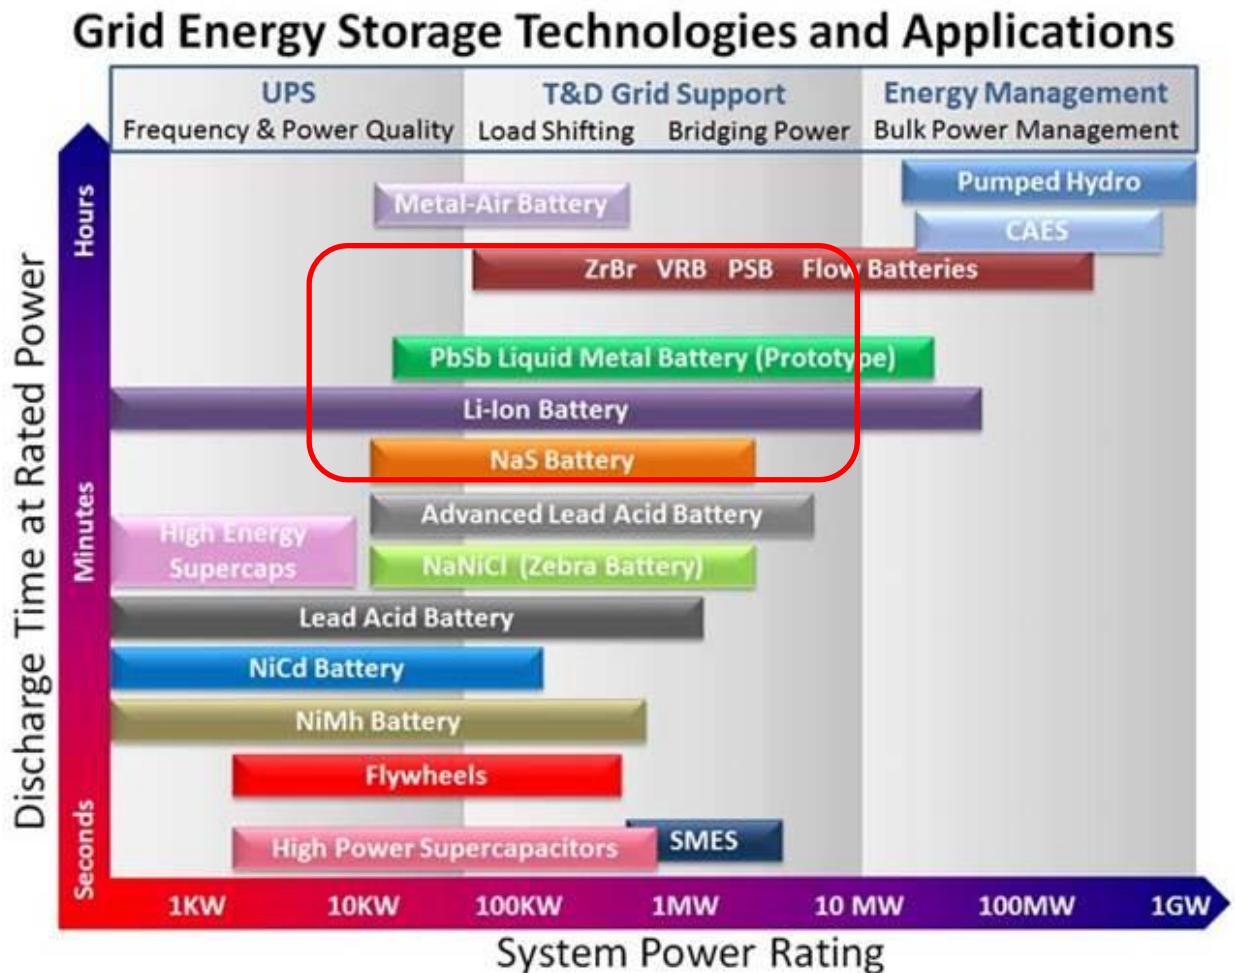 Grid Energy Storage Technologies and Applications
UPS
Frequency & Power Quality
T&D Grid Support
Load Shifting Bridging Power
Energy Management
Bulk Power Management
Discharge Time at Rated Power
Hours
Minutes
Seconds
Pumped Hydro
Metal-Air Battery
CAES
ZrBr VRB PSB Flow Batteries
PbSb Liquid Metal Battery (Prototype)
Li-Ion Battery
NaS Battery
Advanced Lead Acid Battery
High Energy
Supercaps
NaNiCl (Zebra Battery)
Lead Acid Battery
NiCd Battery
NiMh Battery
Flywheels
High Power Supercapacitors
SMES
1KW 10KW 100KW 1MW 10 MW 100MW 1GW
System Power Rating